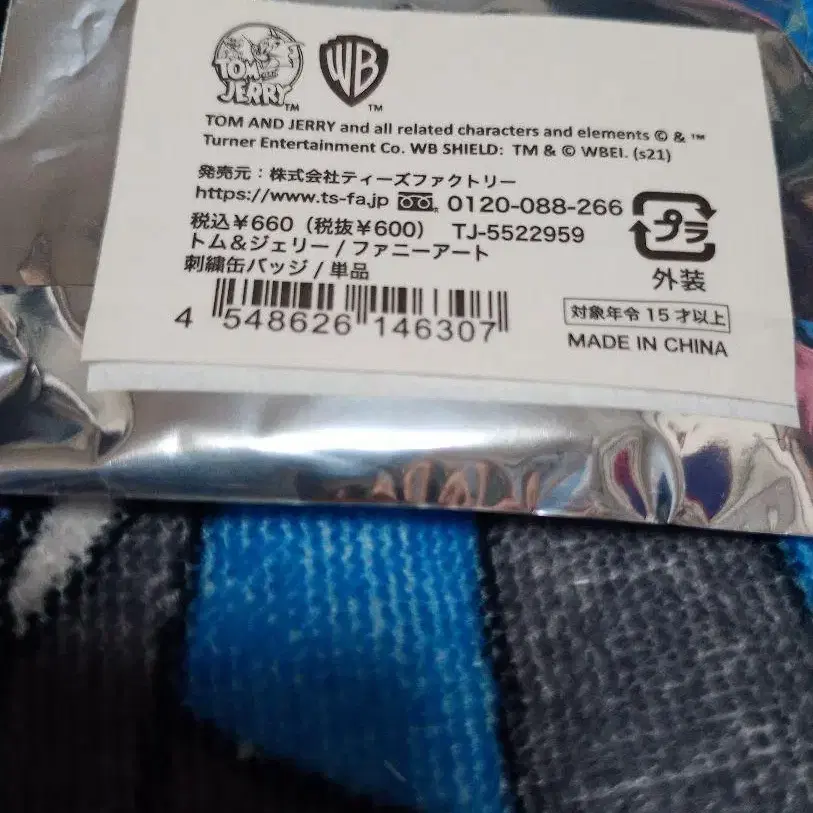 TOM and JERRY™
WB™
TOM AND JERRY and all related characters and elements © & ™
Turner Entertainment Co. WB SHIELD: TM & © WBEI. (s21)
発売元:株式会社ティーズファクトリー
https://www.ts-fa.jp 0120-088-266
税込¥660(税抜¥600) TJ-5522959
トム&ジェリー/ファニーアート
刺繍缶バッジ/単品
4 548626 146307
プラ
外装
対象年令15才以上
MADE IN CHINA